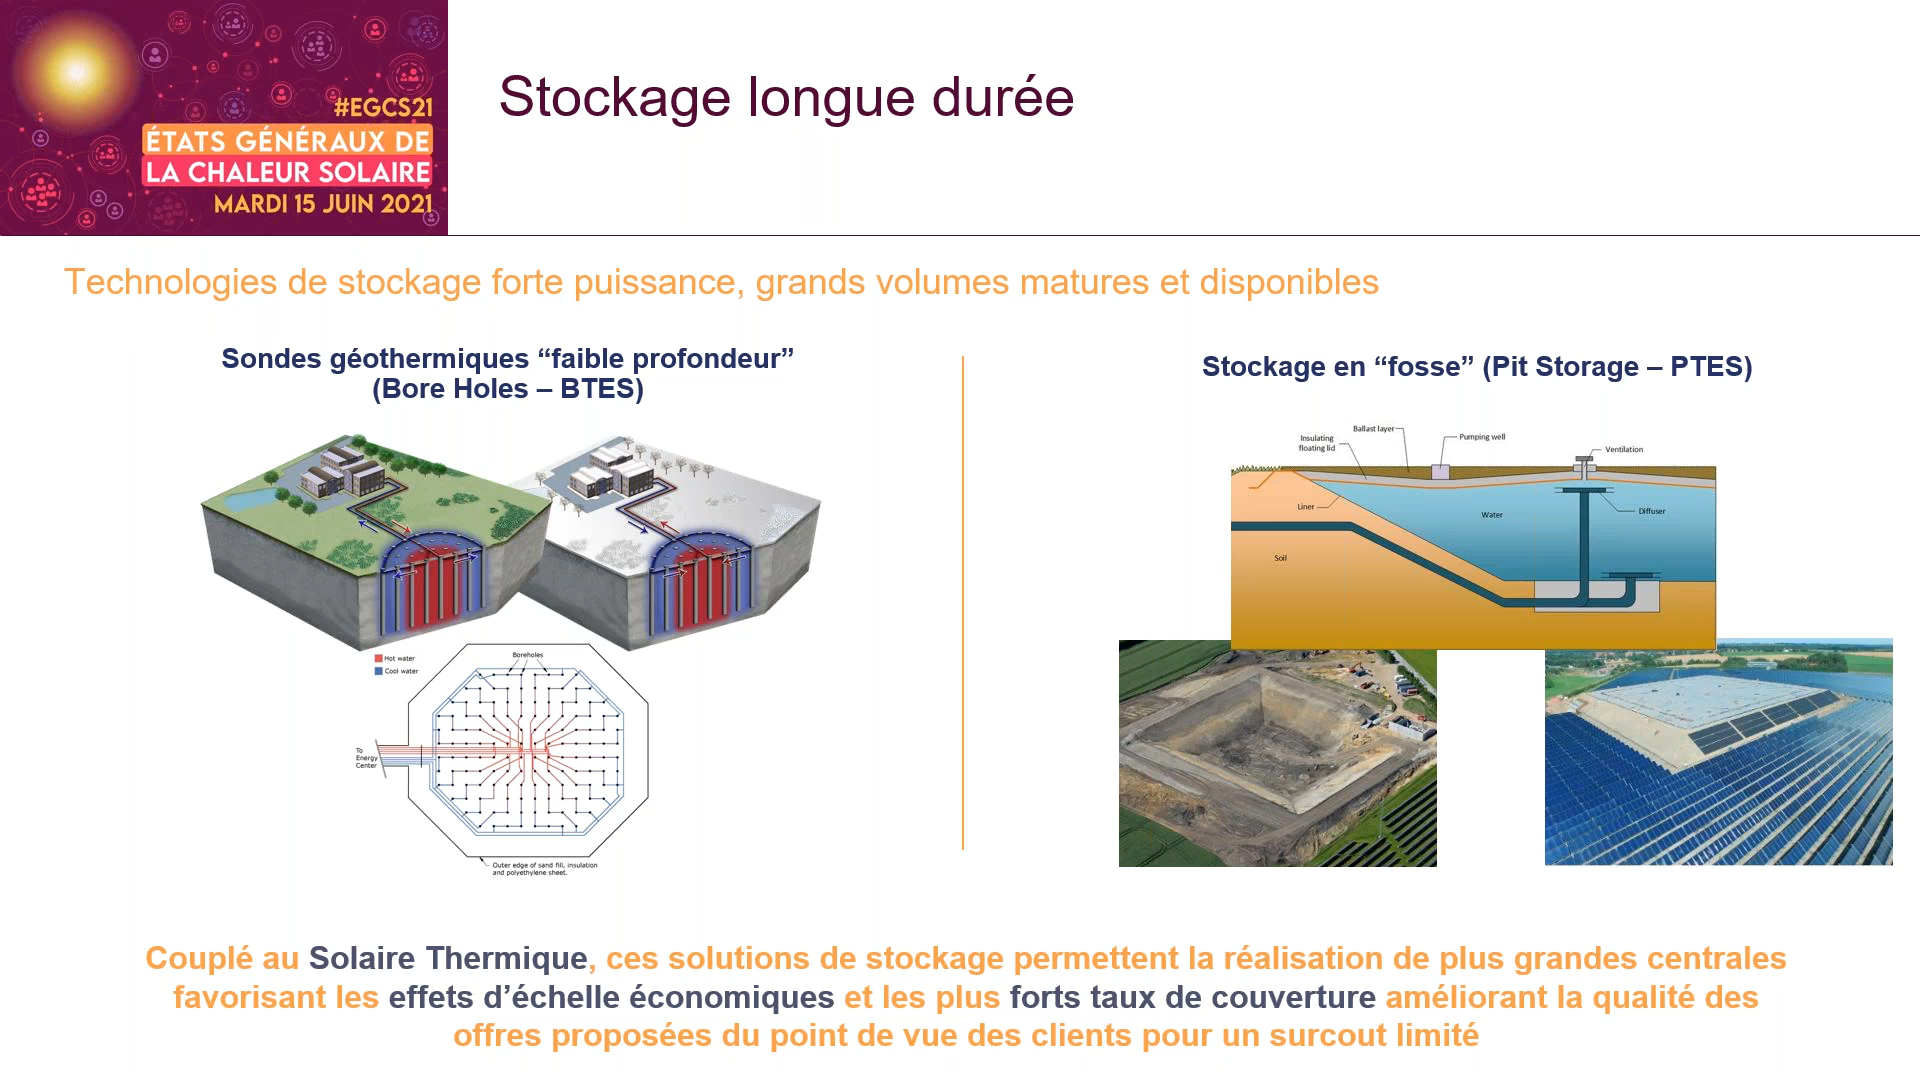 #EGCS21
ÉTATS GÉNÉRAUX DE
LA CHALEUR SOLAIRE
MARDI 15 JUIN 2021
Stockage longue durée
Technologies de stockage forte puissance, grands volumes matures et disponibles
Sondes géothermiques “faible profondeur”
(Bore Holes – BTES)
Hot water
Cool water
Boreholes
To
Energy
Center
Outer edge of sand fill, insulation
and polyethylene sheet.
Stockage en “fosse” (Pit Storage – PTES)
Ballast layer
Insulating
floating lid
Pumping well
Ventilation
Liner
Water
Diffuser
Soil
Couplé au Solaire Thermique, ces solutions de stockage permettent la réalisation de plus grandes centrales
favorisant les effets d’échelle économiques et les plus forts taux de couverture améliorant la qualité des
offres proposées du point de vue des clients pour un surcout limité